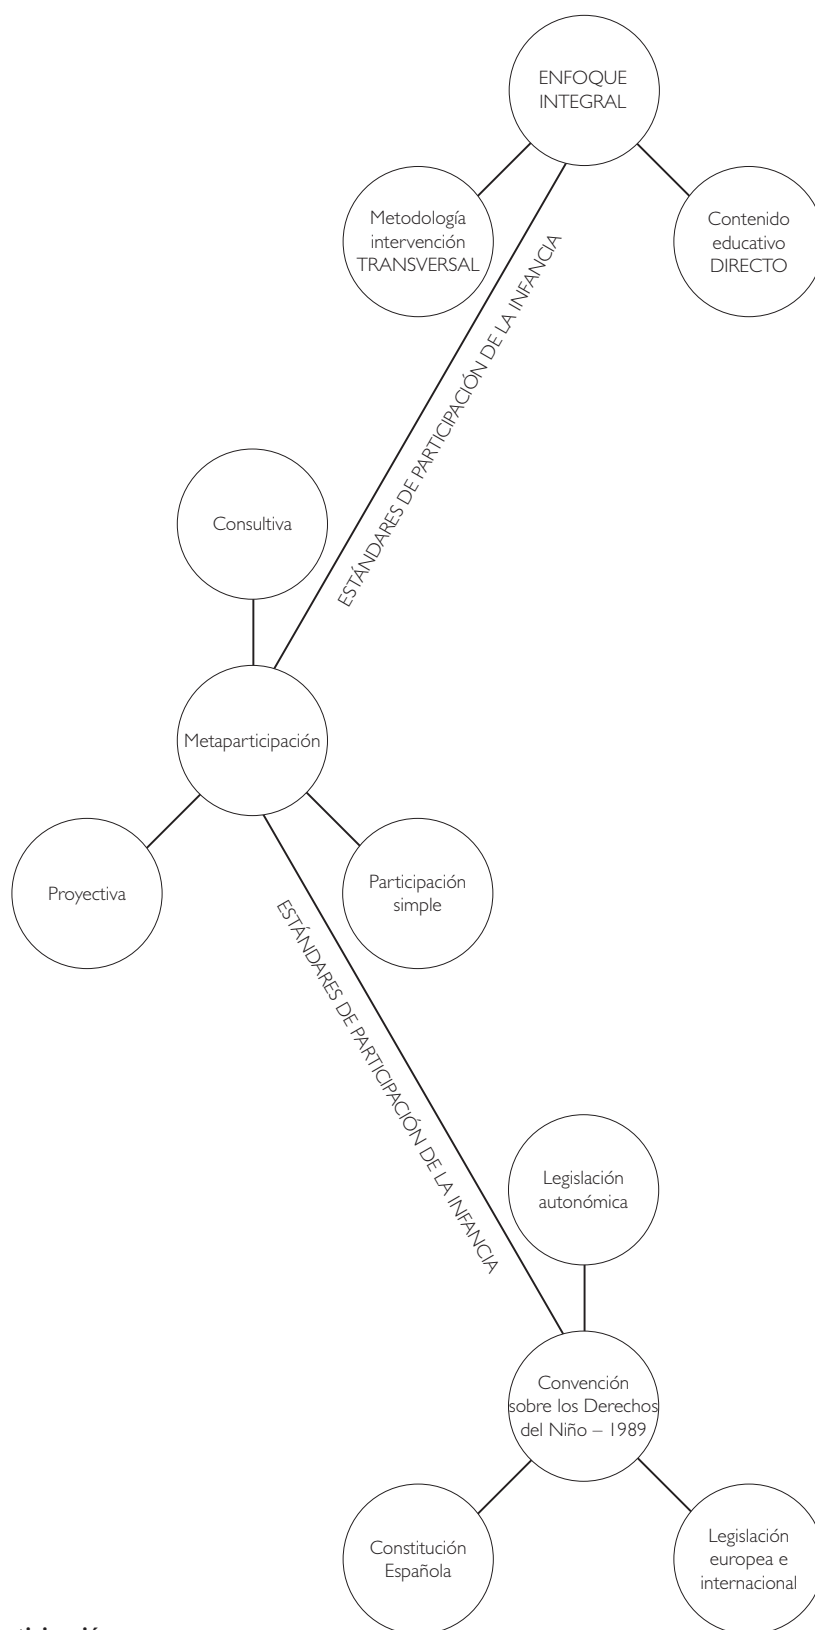 ENFOQUE
INTEGRAL
Metodología
intervención
TRANSVERSAL
Contenido
educativo
DIRECTO
ESTÁNDARES DE PARTICIPACIÓN DE LA INFANCIA
Consultiva
Metaparticipación
Proyectiva
Participación
simple
ESTÁNDARES DE PARTICIPACIÓN DE LA INFANCIA
Legislación
autonómica
Convención
sobre los Derechos
del Niño – 1989
Constitución
Española
Legislación
europea e
internacional